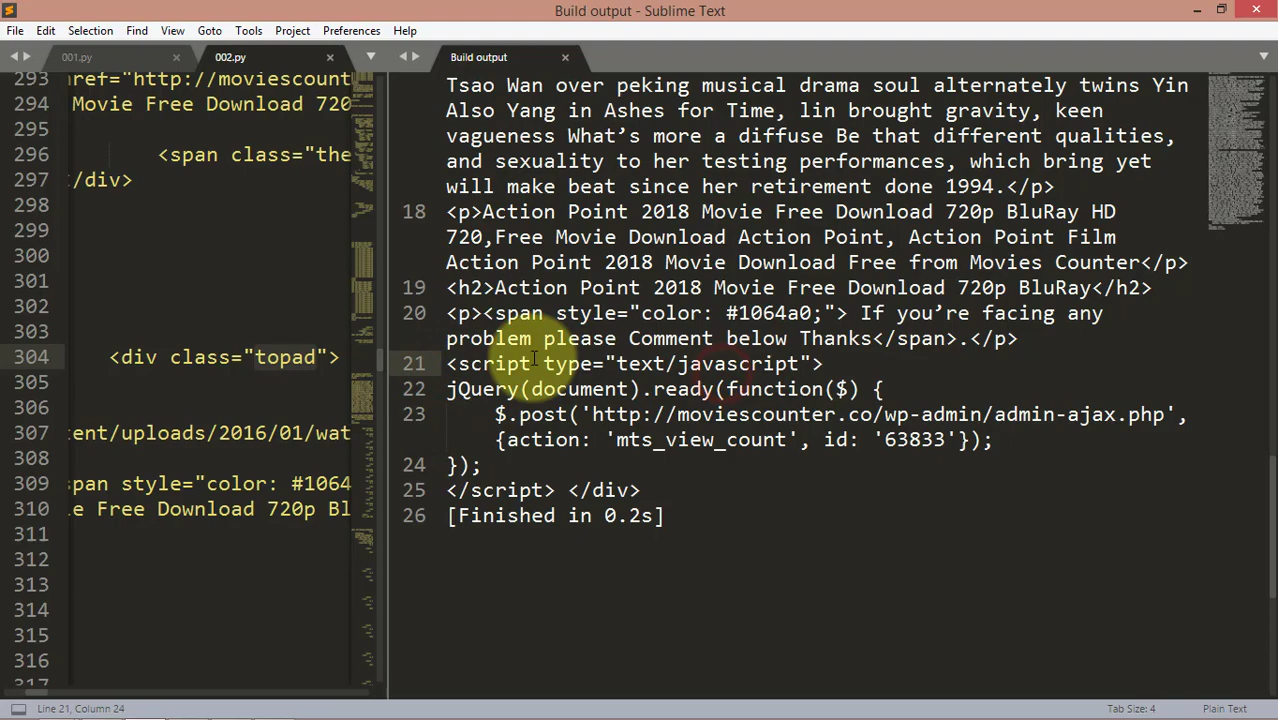 Build output - Sublime Text
File Edit Selection Find View Goto Tools Project Preferences Help
001.py 002.py Build output
293 href="http://moviescount
294 Movie Free Download 720
295
296 <span class="the
297 /div>
298
299
300
301
302
303
304 <div class="topad">
305
306
307 ent/uploads/2016/01/wat
308
309 span style="color: #1064
310 e Free Download 720p Bl
311
312
313
314
315
316
317
Tsao Wan over peking musical drama soul alternately twins Yin
Also Yang in Ashes for Time, lin brought gravity, keen
vagueness What’s more a diffuse Be that different qualities,
and sexuality to her testing performances, which bring yet
will make beat since her retirement done 1994.</p>
18 <p>Action Point 2018 Movie Free Download 720p BluRay HD
720,Free Movie Download Action Point, Action Point Film
Action Point 2018 Movie Download Free from Movies Counter</p>
19 <h2>Action Point 2018 Movie Free Download 720p BluRay</h2>
20 <p><span style="color: #1064a0;"> If you’re facing any
problem please Comment below Thanks</span>.</p>
21 <script type="text/javascript">
22 jQuery(document).ready(function($) {
23 $.post('http://moviescounter.co/wp-admin/admin-ajax.php',
{action: 'mts_view_count', id: '63833'});
24 });
25 </script> </div>
26 [Finished in 0.2s]
Line 21, Column 24 Tab Size: 4 Plain Text